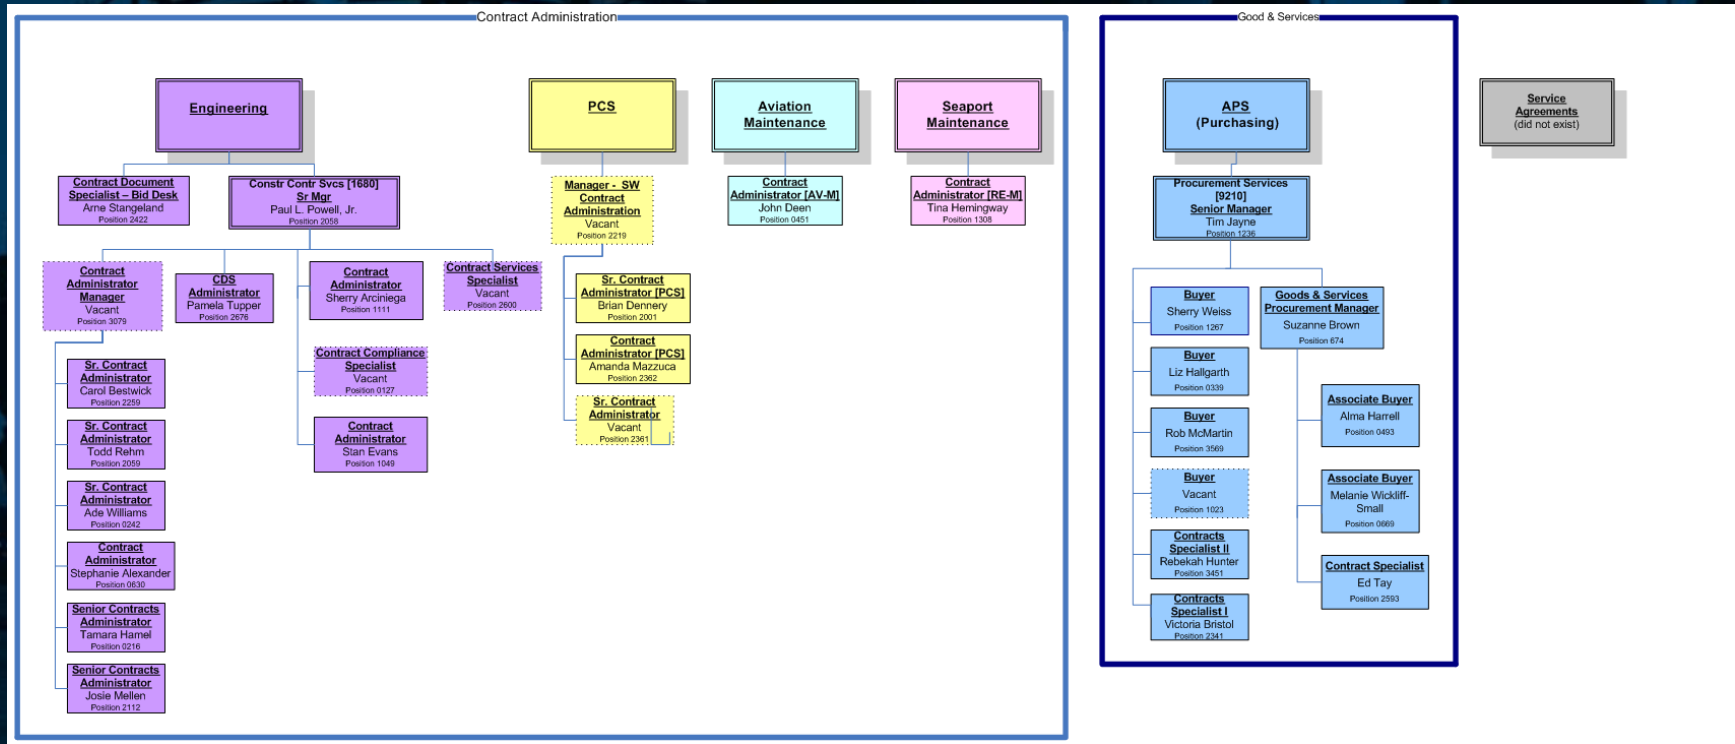 Contract Administration
Engineering
Contract Document
Specialist – Bid Desk
Arne Stangeland
Position 2422
Constr Contr Svcs [1680]
Sr Mgr
Paul L. Powell, Jr.
Position 2058
Contract
Administrator
Manager
Vacant
Position 3079
CDS
Administrator
Pamela Tupper
Position 2676
Contract
Administrator
Sherry Arciniega
Position 1111
Contract Services
Specialist
Vacant
Position 2600
Contract Compliance
Specialist
Vacant
Position 0127
Contract
Administrator
Stan Evans
Position 1049
Sr. Contract
Administrator
Carol Bestwick
Position 2259
Sr. Contract
Administrator
Todd Rehm
Position 2059
Sr. Contract
Administrator
Ade Williams
Position 0242
Contract
Administrator
Stephanie Alexander
Position 0630
Senior Contracts
Administrator
Tamara Hamel
Position 0216
Senior Contracts
Administrator
Josie Mellen
Position 2112
PCS
Manager - SW
Contract
Administration
Vacant
Position 2219
Sr. Contract
Administrator [PCS]
Brian Dennery
Position 2001
Contract
Administrator [PCS]
Amanda Mazzuca
Position 2362
Sr. Contract
Administrator
Vacant
Position 2361
Aviation
Maintenance
Contract
Administrator [AV-M]
John Deen
Position 0451
Seaport
Maintenance
Contract
Administrator [RE-M]
Tina Hemingway
Position 1308
Good & Services
APS
(Purchasing)
Procurement Services
[9210]
Senior Manager
Tim Jayne
Position 1236
Buyer
Sherry Weiss
Position 1267
Buyer
Liz Hallgarth
Position 0339
Buyer
Rob McMartin
Position 3569
Buyer
Vacant
Position 1023
Contracts
Specialist II
Rebekah Hunter
Position 3451
Contracts
Specialist I
Victoria Bristol
Position 2341
Goods & Services
Procurement Manager
Suzanne Brown
Position 674
Associate Buyer
Alma Harrell
Position 0493
Associate Buyer
Melanie Wickliff-
Small
Position 0669
Contract Specialist
Ed Tay
Position 2593
Service
Agreements
(did not exist)